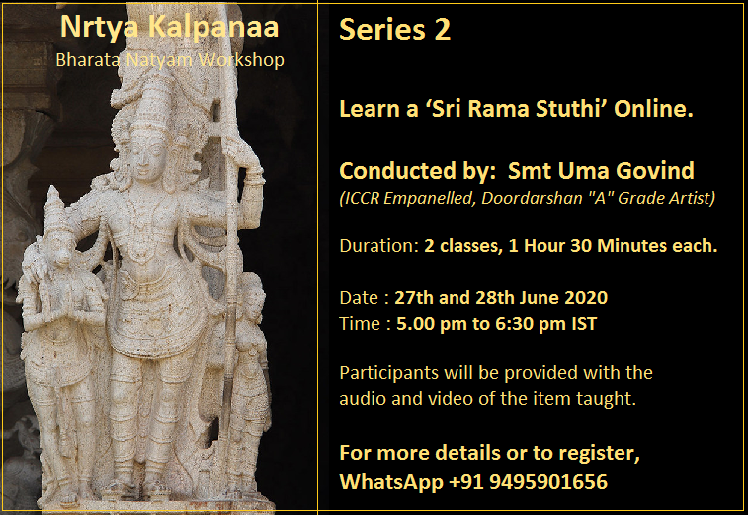 Nrtya Kalpanaa
Bharata Natyam Workshop
Series 2
Learn a ‘Sri Rama Stuthi’ Online.
Conducted by:  Smt Uma Govind
(ICCR Empanelled, Doordarshan "A" Grade Artist)
Duration: 2 classes, 1 Hour 30 Minutes each.
Date : 27th and 28th June 2020
Time : 5.00 pm to 6:30 pm IST
Participants will be provided with the
audio and video of the item taught.
For more details or to register,
WhatsApp +91 9495901656